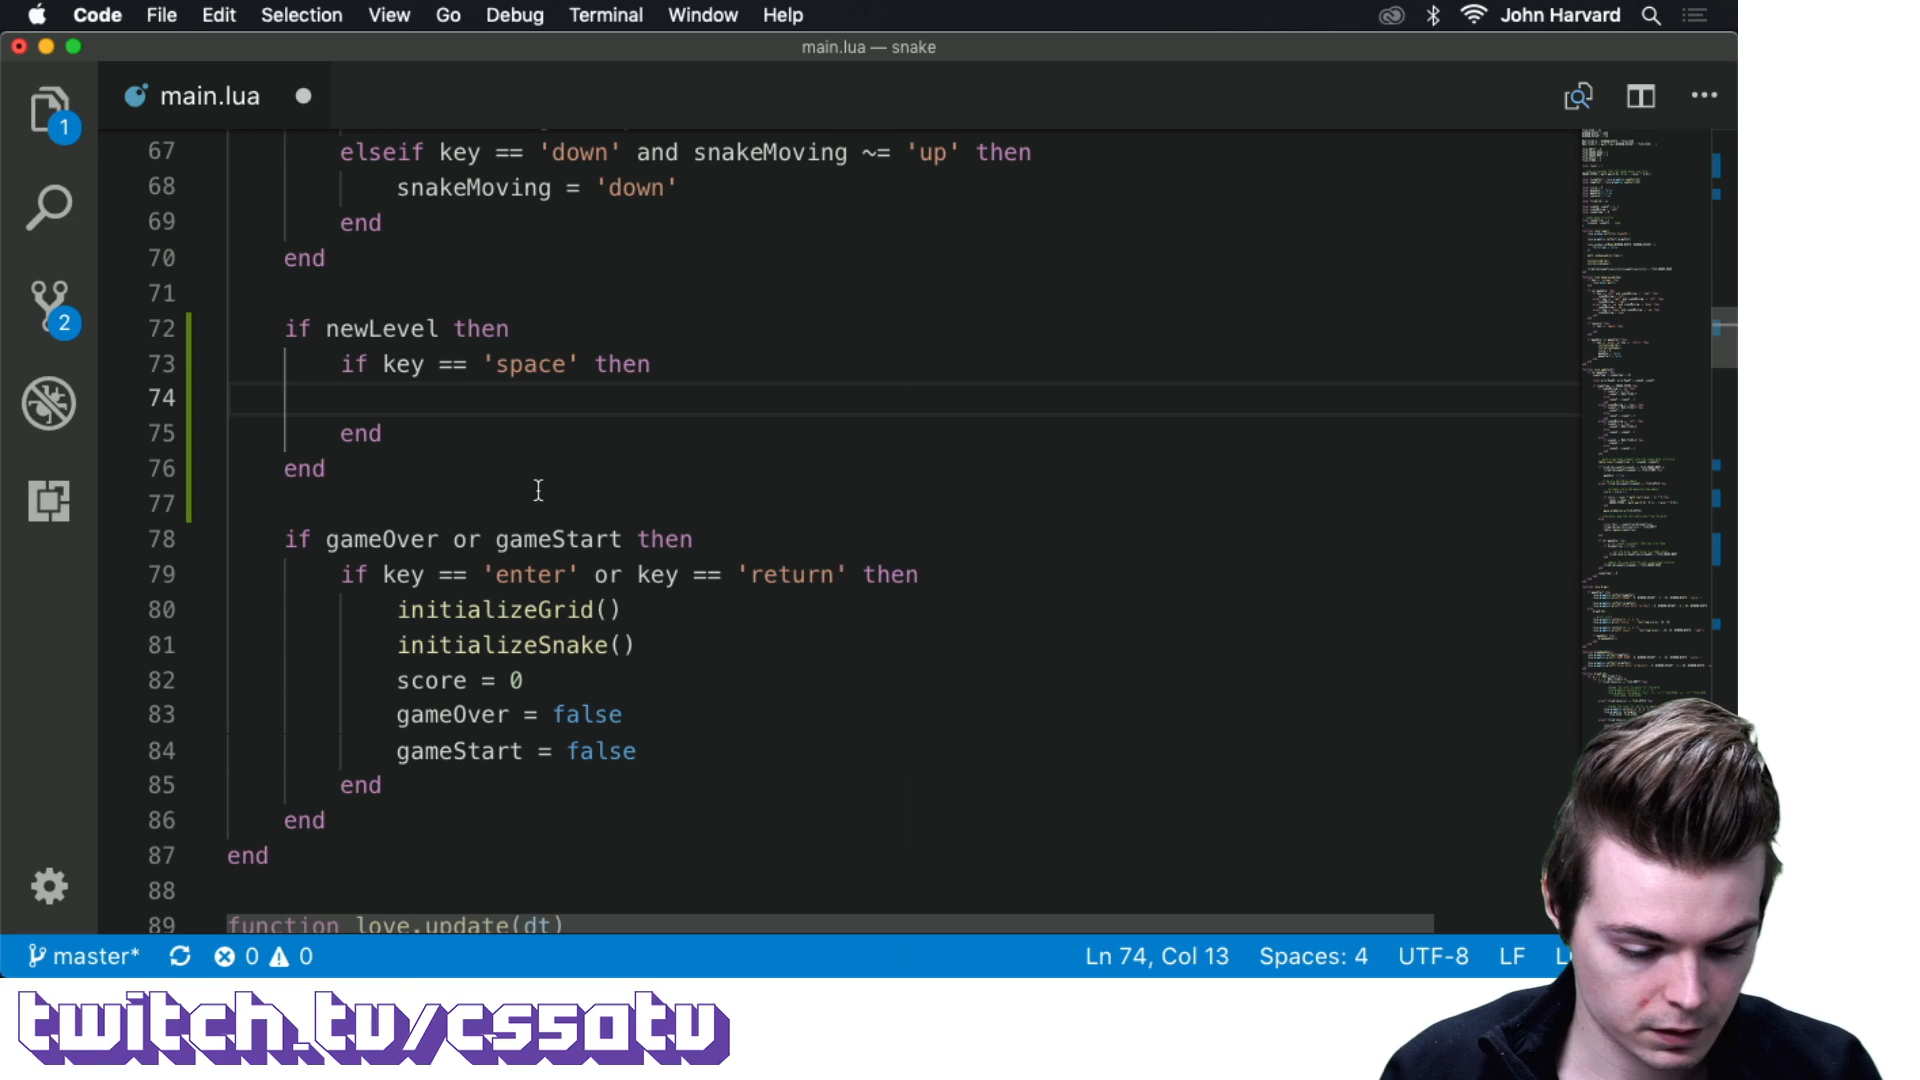 Code File Edit Selection View Go Debug Terminal Window Help John Harvard
main.lua — snake
main.lua
1
2
67 elseif key == 'down' and snakeMoving ~= 'up' then
68 snakeMoving = 'down'
69 end
70 end
71
72 if newLevel then
73 if key == 'space' then
74
75 end
76 end
77
78 if gameOver or gameStart then
79 if key == 'enter' or key == 'return' then
80 initializeGrid()
81 initializeSnake()
82 score = 0
83 gameOver = false
84 gameStart = false
85 end
86 end
87 end
88
89 function love.update(dt)
master* 0 0 Ln 74, Col 13 Spaces: 4 UTF-8 LF
twitch.tv/cs50tv